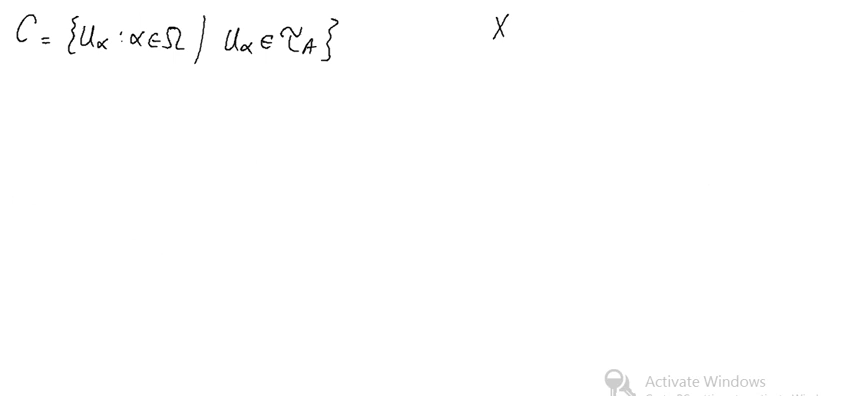 C = {U_α : α ∈ Ω | U_α ∈ τ_A} X
Activate Windows